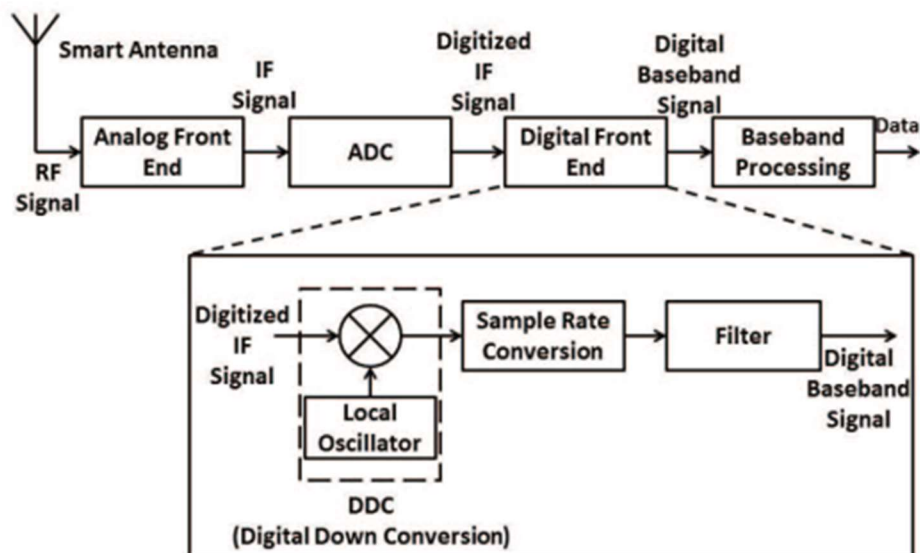 Smart Antenna
RF
Signal
Analog Front
End
IF
Signal
ADC
Digitized
IF
Signal
Digital Front
End
Digital
Baseband
Signal
Baseband
Processing
Data
Digitized
IF
Signal
Local
Oscillator
DDC
(Digital Down Conversion)
Sample Rate
Conversion
Filter
Digital
Baseband
Signal